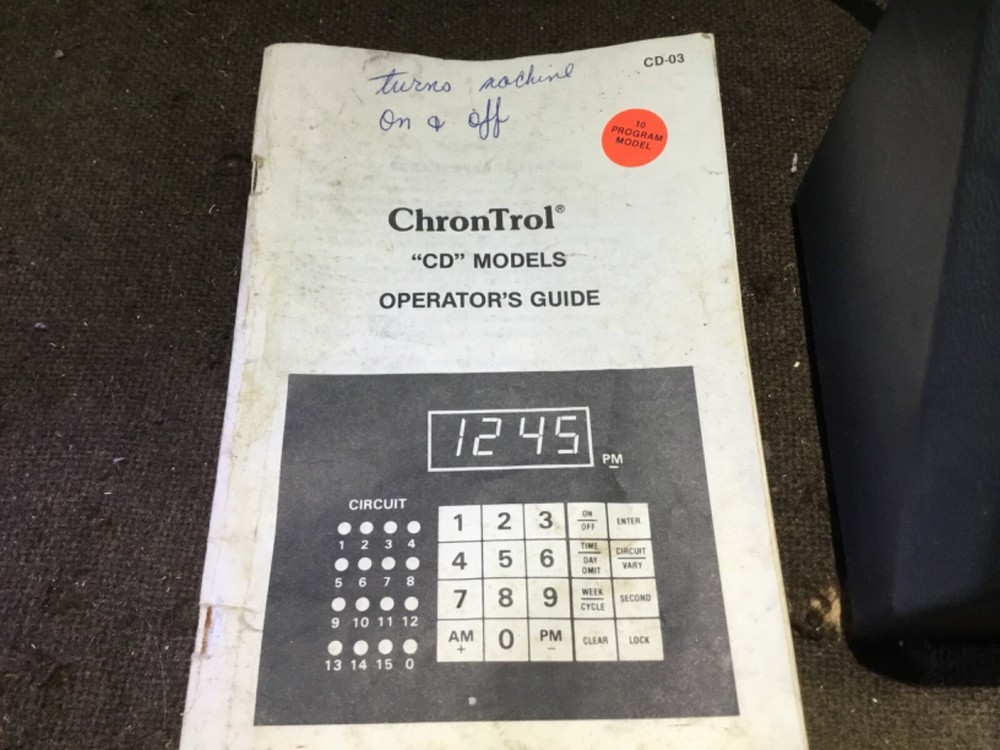 CD-03
turns machine
on & off
10
PROGRAM
MODEL
ChronTrol®
"CD" MODELS
OPERATOR'S GUIDE
1245
PM
CIRCUIT
1 2 3 4
5 6 7 8
9 10 11 12
13 14 15 0
1 2 3 ON/OFF ENTER
4 5 6 TIME/DAY OMIT CIRCUIT/VARY
7 8 9 WEEK/CYCLE SECOND
AM + 0 PM - CLEAR LOCK